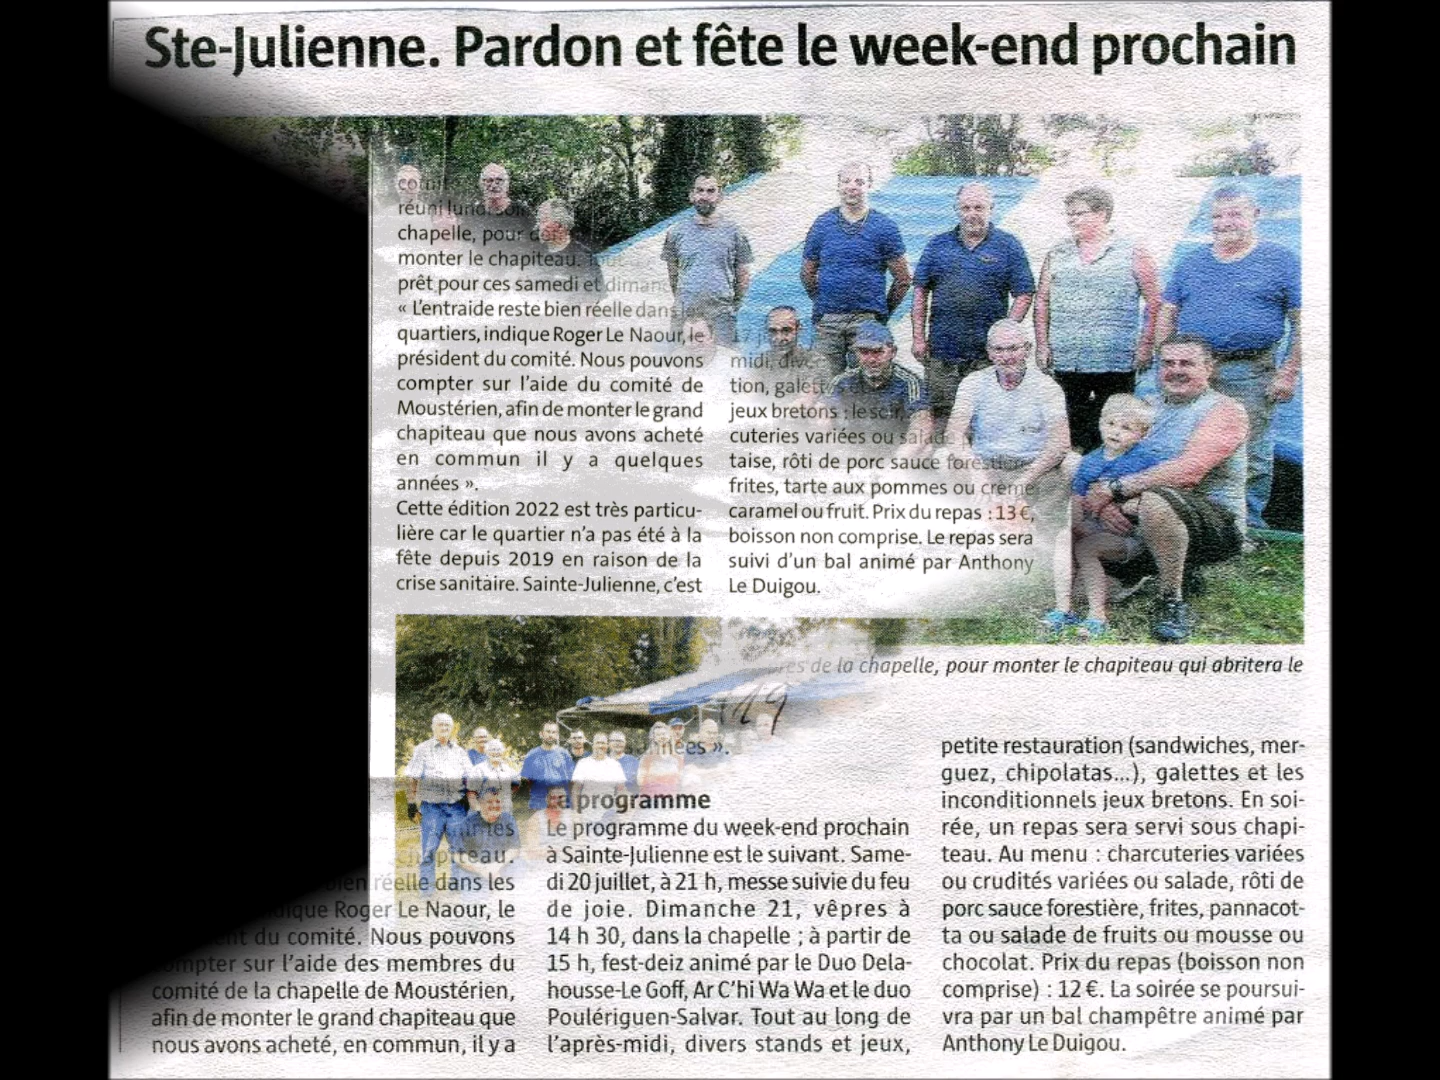 Ste-Julienne. Pardon et fête le week-end prochain
réuni lundi soir
chapelle, pour
monter le chapiteau.
prêt pour ces samedi et dimanc
« L'entraide reste bien réelle dans
quartiers, indique Roger Le Naour, le
président du comité. Nous pouvons
compter sur l'aide du comité de
Moustérien, afin de monter le grand
chapiteau que nous avons acheté
en commun il y a quelques
années ».
Cette édition 2022 est très particu-
lière car le quartier n'a pas été à la
fête depuis 2019 en raison de la
crise sanitaire. Sainte-Julienne, c'est
midi, div
tion, galettes
jeux bretons : le soir,
cuteries variées ou salade
taise, rôti de porc sauce forestière
frites, tarte aux pommes ou crème
caramel ou fruit. Prix du repas : 13 €,
boisson non comprise. Le repas sera
suivi d'un bal animé par Anthony
Le Duigou.
de la chapelle, pour monter le chapiteau qui abritera le
19
chapiteau.
bien réelle dans les
indique Roger Le Naour, le
du comité. Nous pouvons
compter sur l'aide des membres du
comité de la chapelle de Moustérien,
afin de monter le grand chapiteau que
nous avons acheté, en commun, il y a
années ».
Le programme
Le programme du week-end prochain
à Sainte-Julienne est le suivant. Same-
di 20 juillet, à 21 h, messe suivie du feu
de joie. Dimanche 21, vêpres à
14 h 30, dans la chapelle ; à partir de
15 h, fest-deiz animé par le Duo Dela-
housse-Le Goff, Ar C'hi Wa Wa et le duo
Poulériguen-Salvar. Tout au long de
l'après-midi, divers stands et jeux,
petite restauration (sandwiches, mer-
guez, chipolatas...), galettes et les
inconditionnels jeux bretons. En soi-
rée, un repas sera servi sous chapi-
teau. Au menu : charcuteries variées
ou crudités variées ou salade, rôti de
porc sauce forestière, frites, pannacot-
ta ou salade de fruits ou mousse ou
chocolat. Prix du repas (boisson non
comprise) : 12 €. La soirée se poursui-
vra par un bal champêtre animé par
Anthony Le Duigou.